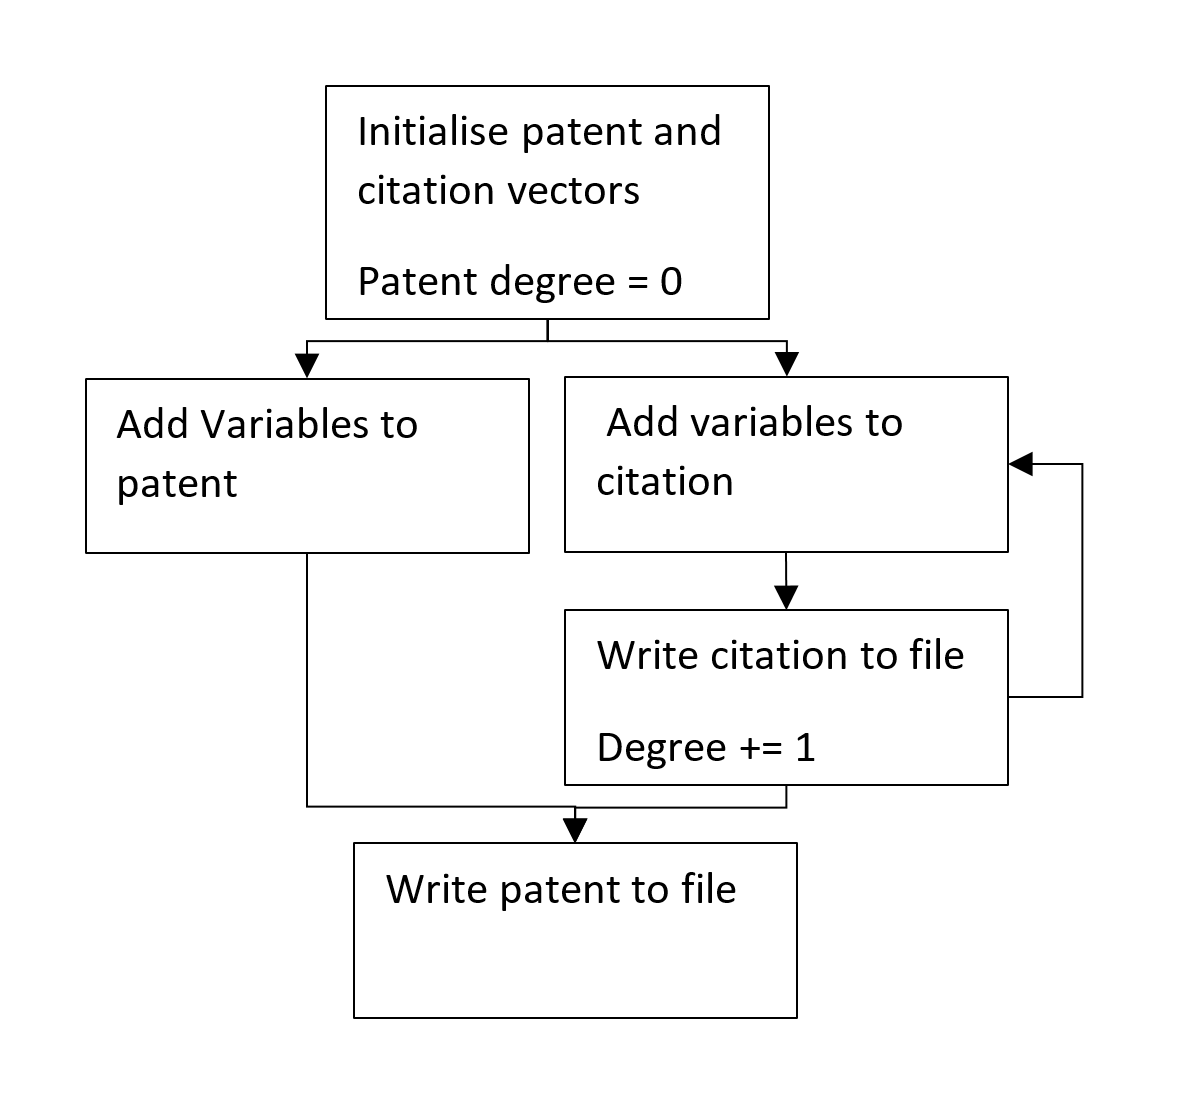 Initialise patent and
citation vectors
Patent degree = 0
Add Variables to
patent
Add variables to
citation
Write citation to file
Degree += 1
Write patent to file